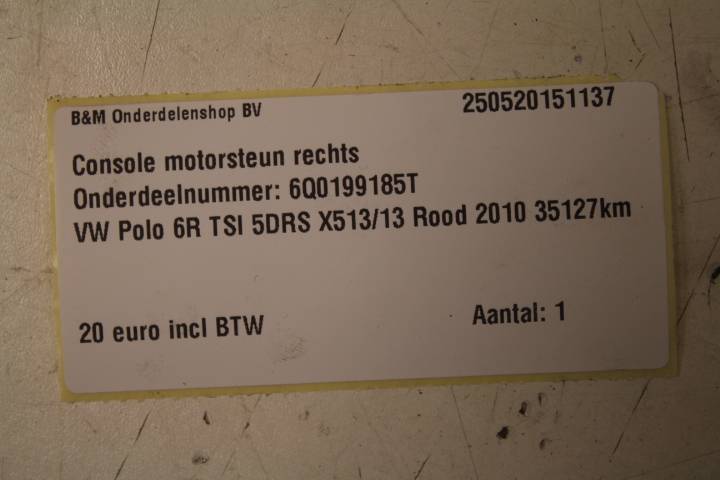 B&M Onderdelenshop BV 250520151137
Console motorsteun rechts
Onderdeelnummer: 6Q0199185T
VW Polo 6R TSI 5DRS X513/13 Rood 2010 35127km
20 euro incl BTW Aantal: 1